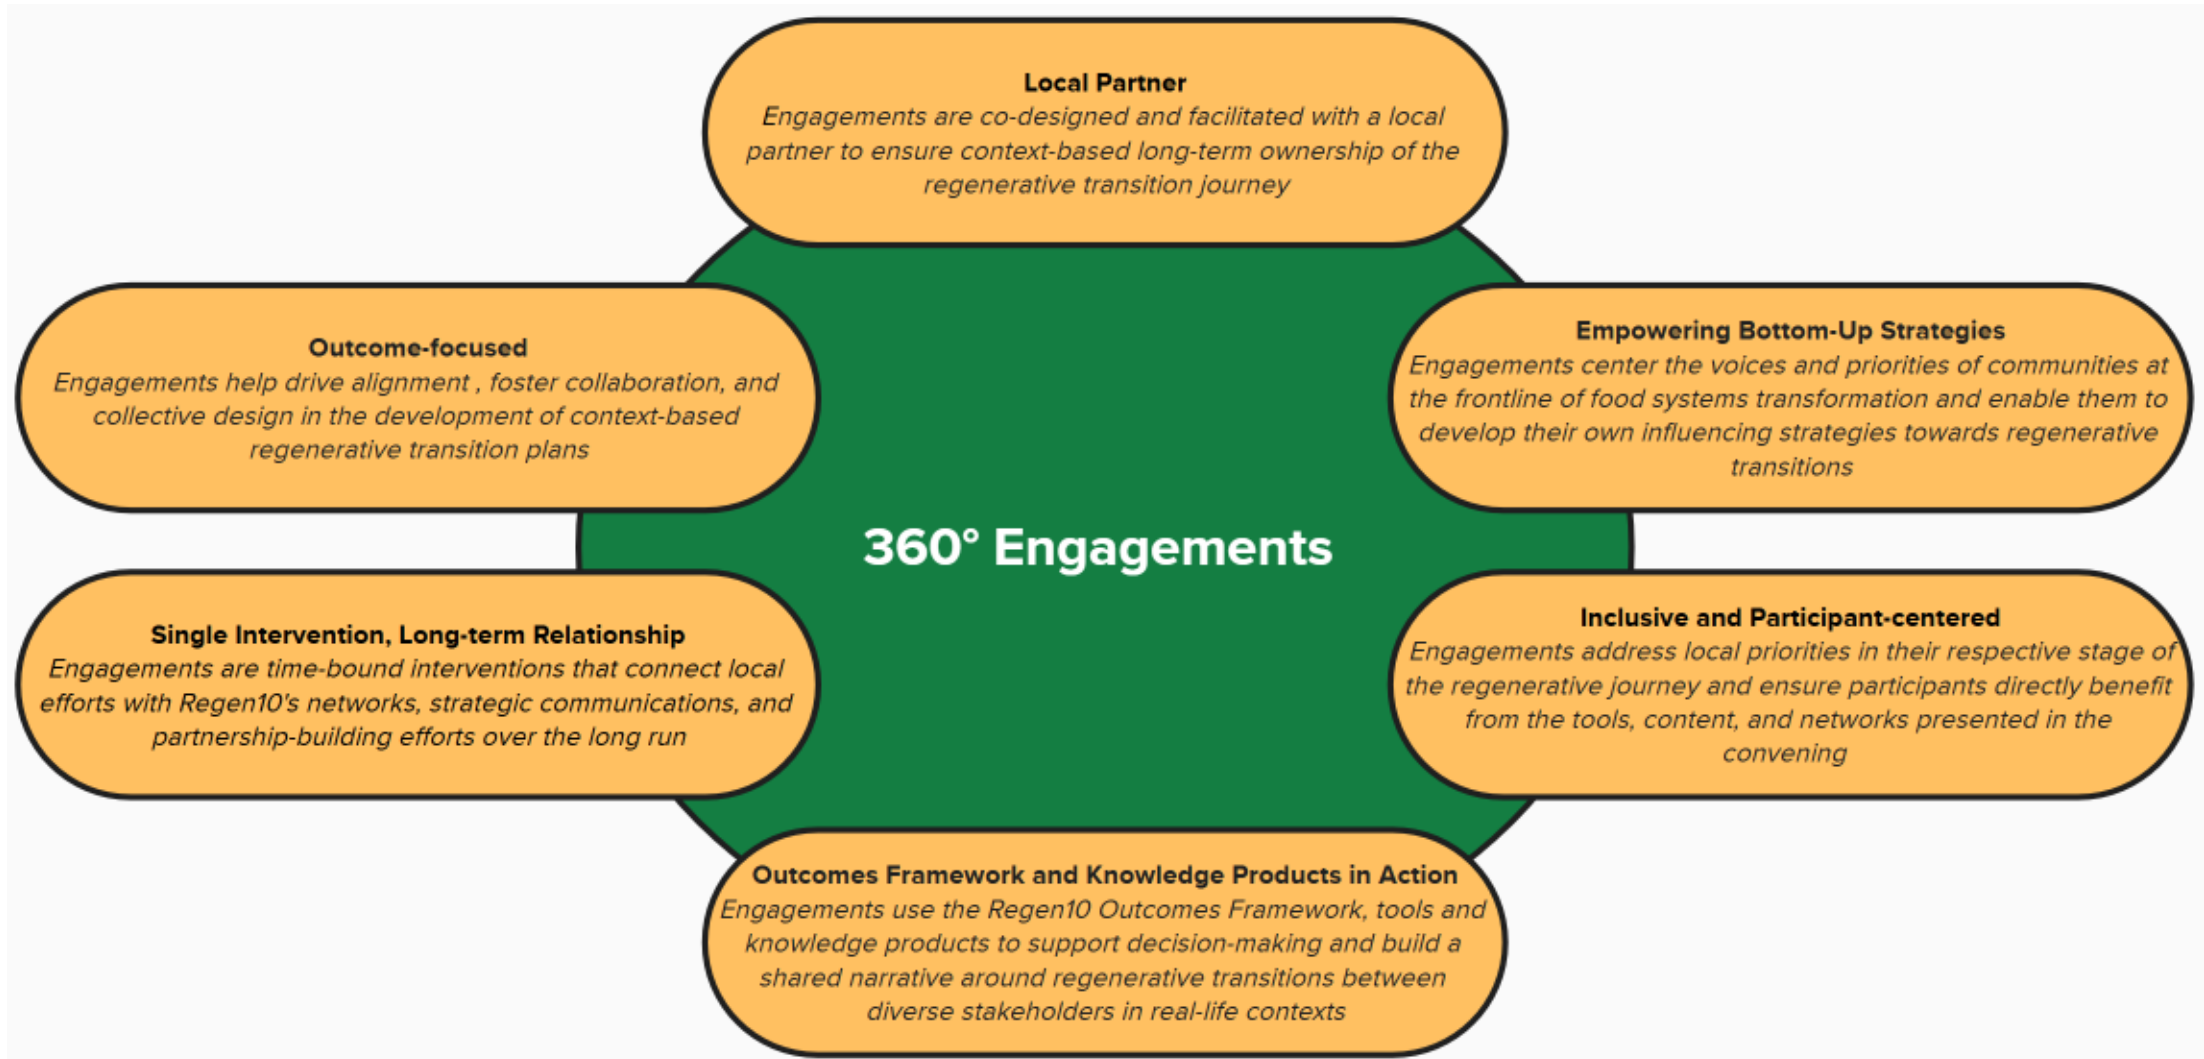 Local Partner
Engagements are co-designed and facilitated with a local
partner to ensure context-based long-term ownership of the
regenerative transition journey
Outcome-focused
Engagements help drive alignment , foster collaboration, and
collective design in the development of context-based
regenerative transition plans
Empowering Bottom-Up Strategies
Engagements center the voices and priorities of communities at
the frontline of food systems transformation and enable them to
develop their own influencing strategies towards regenerative
transitions
360° Engagements
Single Intervention, Long-term Relationship
Engagements are time-bound interventions that connect local
efforts with Regen10's networks, strategic communications, and
partnership-building efforts over the long run
Inclusive and Participant-centered
Engagements address local priorities in their respective stage of
the regenerative journey and ensure participants directly benefit
from the tools, content, and networks presented in the
convening
Outcomes Framework and Knowledge Products in Action
Engagements use the Regen10 Outcomes Framework, tools and
knowledge products to support decision-making and build a
shared narrative around regenerative transitions between
diverse stakeholders in real-life contexts